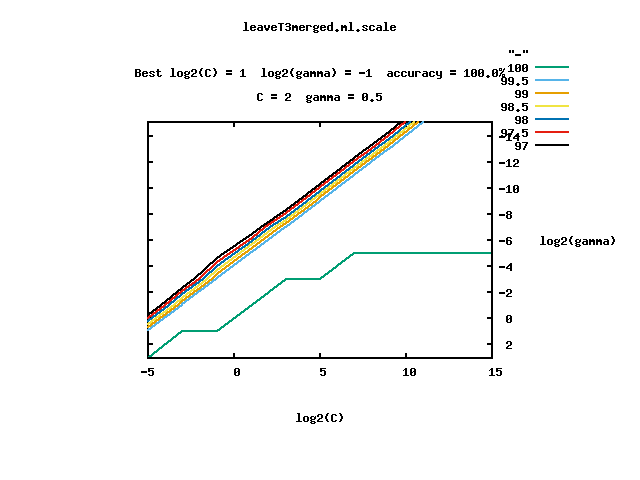 leaveT3merged.ml.scale
"-"
Best log2(C) = 1  log2(gamma) = -1  accuracy = 100.0%
100
99.5
C = 2  gamma = 0.5
99
98.5
98
97.5
97
-14
-12
-10
-8
-6
log2(gamma)
-4
-2
0
2
-5 0 5 10 15
log2(C)